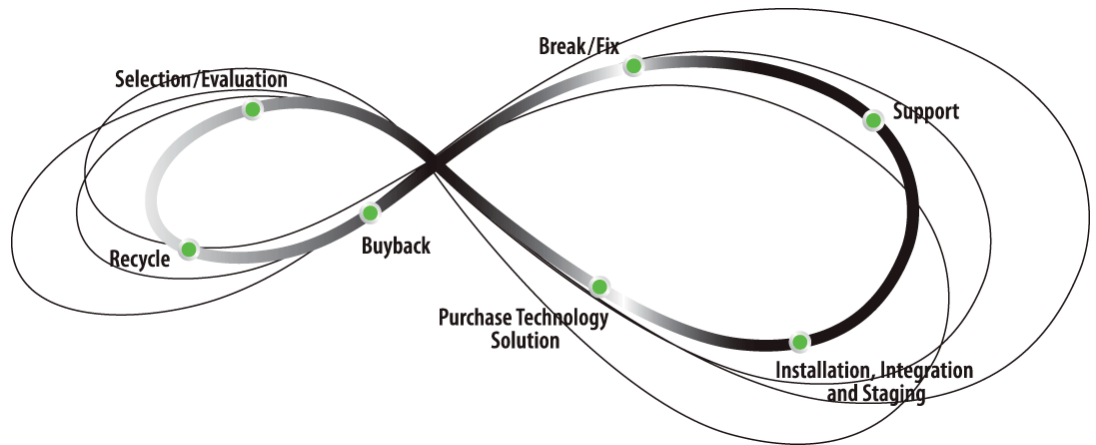 Break/Fix
Selection/Evaluation
Support
Buyback
Recycle
Purchase Technology
Solution
Installation, Integration
and Staging